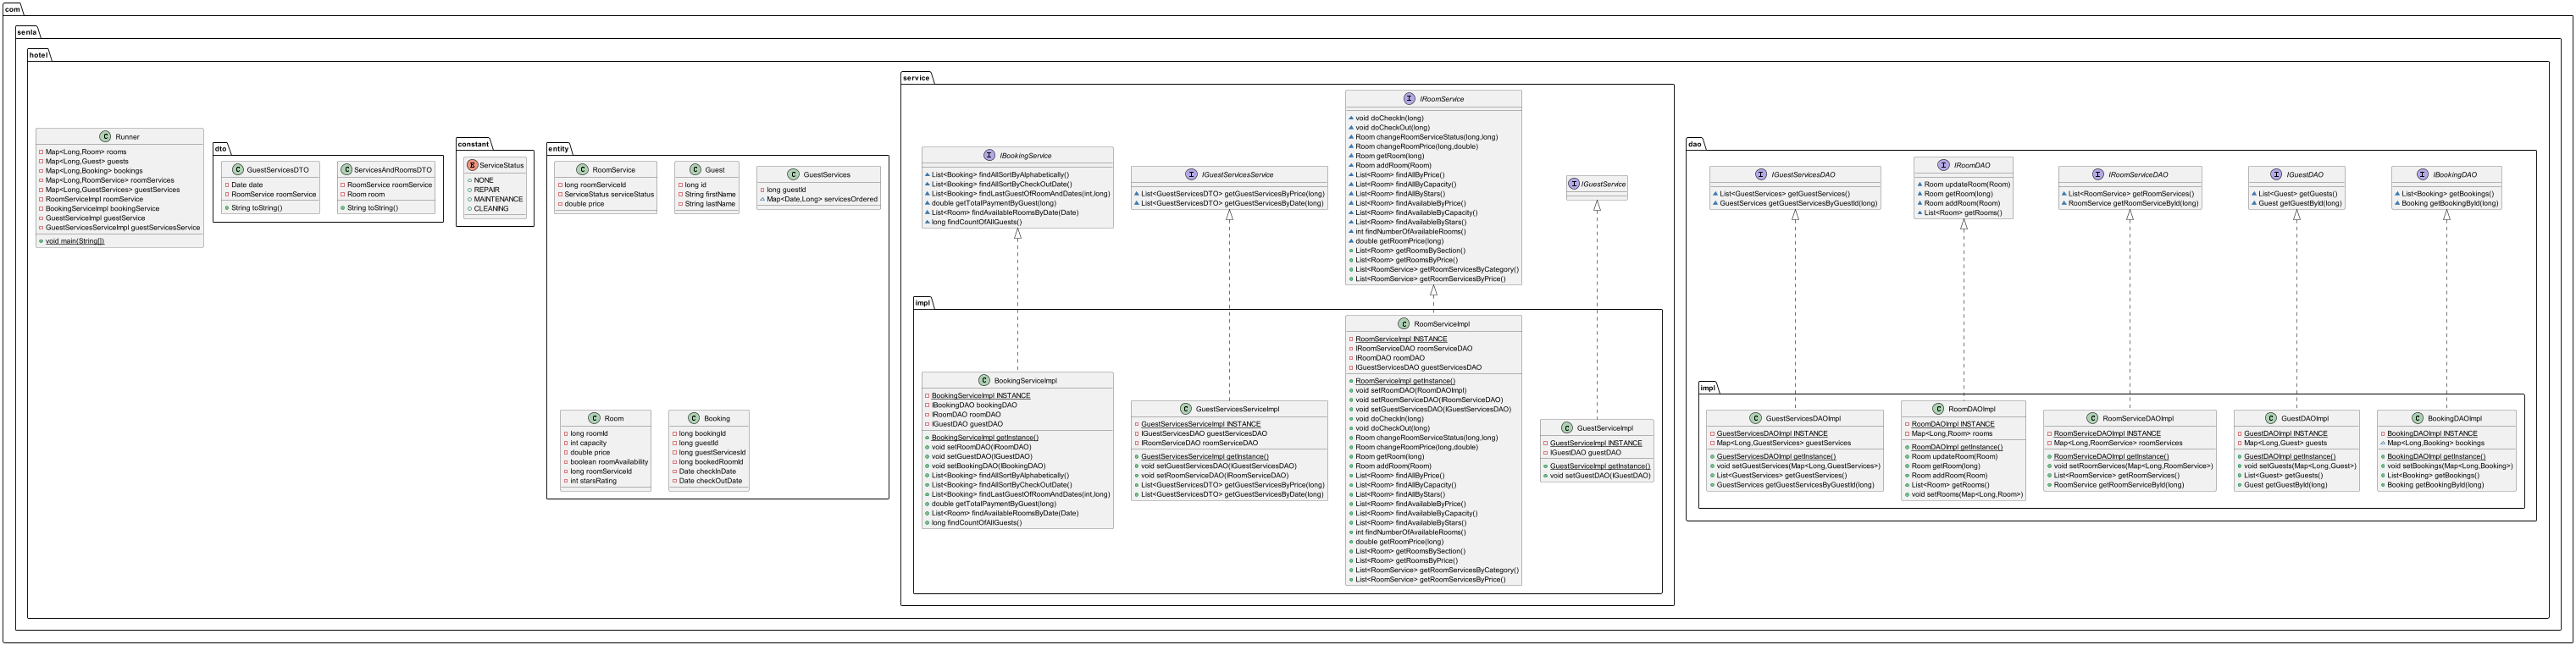 com
senla
hotel
Runner
Map<Long,Room> rooms
Map<Long,Guest> guests
Map<Long,Booking> bookings
Map<Long,RoomService> roomServices
Map<Long,GuestServices> guestServices
RoomServiceImpl roomService
BookingServiceImpl bookingService
GuestServiceImpl guestService
GuestServicesServiceImpl guestServicesService
void main(String[])
dto
GuestServicesDTO
Date date
RoomService roomService
String toString()
ServicesAndRoomsDTO
RoomService roomService
Room room
String toString()
constant
ServiceStatus
NONE
REPAIR
MAINTENANCE
CLEANING
entity
RoomService
long roomServiceId
ServiceStatus serviceStatus
double price
Guest
long id
String firstName
String lastName
GuestServices
long guestId
Map<Date,Long> servicesOrdered
Room
long roomId
int capacity
double price
boolean roomAvailability
long roomServiceId
int starsRating
Booking
long bookingId
long guestId
long guestServicesId
long bookedRoomId
Date checkInDate
Date checkOutDate
service
IBookingService
List<Booking> findAllSortByAlphabetically()
List<Booking> findAllSortByCheckOutDate()
List<Booking> findLastGuestOfRoomAndDates(int,long)
double getTotalPaymentByGuest(long)
List<Room> findAvailableRoomsByDate(Date)
long findCountOfAllGuests()
IGuestServicesService
List<GuestServicesDTO> getGuestServicesByPrice(long)
List<GuestServicesDTO> getGuestServicesByDate(long)
IRoomService
void doCheckIn(long)
void doCheckOut(long)
Room changeRoomServiceStatus(long,long)
Room changeRoomPrice(long,double)
Room getRoom(long)
Room addRoom(Room)
List<Room> findAllByPrice()
List<Room> findAllByCapacity()
List<Room> findAllByStars()
List<Room> findAvailableByPrice()
List<Room> findAvailableByCapacity()
List<Room> findAvailableByStars()
int findNumberOfAvailableRooms()
double getRoomPrice(long)
List<Room> getRoomsBySection()
List<Room> getRoomsByPrice()
List<RoomService> getRoomServicesByCategory()
List<RoomService> getRoomServicesByPrice()
IGuestService
impl
BookingServiceImpl
BookingServiceImpl INSTANCE
IBookingDAO bookingDAO
IRoomDAO roomDAO
IGuestDAO guestDAO
BookingServiceImpl getInstance()
void setRoomDAO(IRoomDAO)
void setGuestDAO(IGuestDAO)
void setBookingDAO(IBookingDAO)
List<Booking> findAllSortByAlphabetically()
List<Booking> findAllSortByCheckOutDate()
List<Booking> findLastGuestOfRoomAndDates(int,long)
double getTotalPaymentByGuest(long)
List<Room> findAvailableRoomsByDate(Date)
long findCountOfAllGuests()
GuestServicesServiceImpl
GuestServicesServiceImpl INSTANCE
IGuestServicesDAO guestServicesDAO
IRoomServiceDAO roomServiceDAO
GuestServicesServiceImpl getInstance()
void setGuestServicesDAO(IGuestServicesDAO)
void setRoomServiceDAO(IRoomServiceDAO)
List<GuestServicesDTO> getGuestServicesByPrice(long)
List<GuestServicesDTO> getGuestServicesByDate(long)
RoomServiceImpl
RoomServiceImpl INSTANCE
IRoomServiceDAO roomServiceDAO
IRoomDAO roomDAO
IGuestServicesDAO guestServicesDAO
RoomServiceImpl getInstance()
void setRoomDAO(RoomDAOImpl)
void setRoomServiceDAO(IRoomServiceDAO)
void setGuestServicesDAO(IGuestServicesDAO)
void doCheckIn(long)
void doCheckOut(long)
Room changeRoomServiceStatus(long,long)
Room changeRoomPrice(long,double)
Room getRoom(long)
Room addRoom(Room)
List<Room> findAllByPrice()
List<Room> findAllByCapacity()
List<Room> findAllByStars()
List<Room> findAvailableByPrice()
List<Room> findAvailableByCapacity()
List<Room> findAvailableByStars()
int findNumberOfAvailableRooms()
double getRoomPrice(long)
List<Room> getRoomsBySection()
List<Room> getRoomsByPrice()
List<RoomService> getRoomServicesByCategory()
List<RoomService> getRoomServicesByPrice()
GuestServiceImpl
GuestServiceImpl INSTANCE
IGuestDAO guestDAO
GuestServiceImpl getInstance()
void setGuestDAO(IGuestDAO)
dao
IGuestServicesDAO
List<GuestServices> getGuestServices()
GuestServices getGuestServicesByGuestId(long)
IRoomDAO
Room updateRoom(Room)
Room getRoom(long)
Room addRoom(Room)
List<Room> getRooms()
IRoomServiceDAO
List<RoomService> getRoomServices()
RoomService getRoomServiceById(long)
IGuestDAO
List<Guest> getGuests()
Guest getGuestById(long)
IBookingDAO
List<Booking> getBookings()
Booking getBookingById(long)
impl
GuestServicesDAOImpl
GuestServicesDAOImpl INSTANCE
Map<Long,GuestServices> guestServices
GuestServicesDAOImpl getInstance()
void setGuestServices(Map<Long,GuestServices>)
List<GuestServices> getGuestServices()
GuestServices getGuestServicesByGuestId(long)
RoomDAOImpl
RoomDAOImpl INSTANCE
Map<Long,Room> rooms
RoomDAOImpl getInstance()
Room updateRoom(Room)
Room getRoom(long)
Room addRoom(Room)
List<Room> getRooms()
void setRooms(Map<Long,Room>)
RoomServiceDAOImpl
RoomServiceDAOImpl INSTANCE
Map<Long,RoomService> roomServices
RoomServiceDAOImpl getInstance()
void setRoomServices(Map<Long,RoomService>)
List<RoomService> getRoomServices()
RoomService getRoomServiceById(long)
GuestDAOImpl
GuestDAOImpl INSTANCE
Map<Long,Guest> guests
GuestDAOImpl getInstance()
void setGuests(Map<Long,Guest>)
List<Guest> getGuests()
Guest getGuestById(long)
BookingDAOImpl
BookingDAOImpl INSTANCE
Map<Long,Booking> bookings
BookingDAOImpl getInstance()
void setBookings(Map<Long,Booking>)
List<Booking> getBookings()
Booking getBookingById(long)